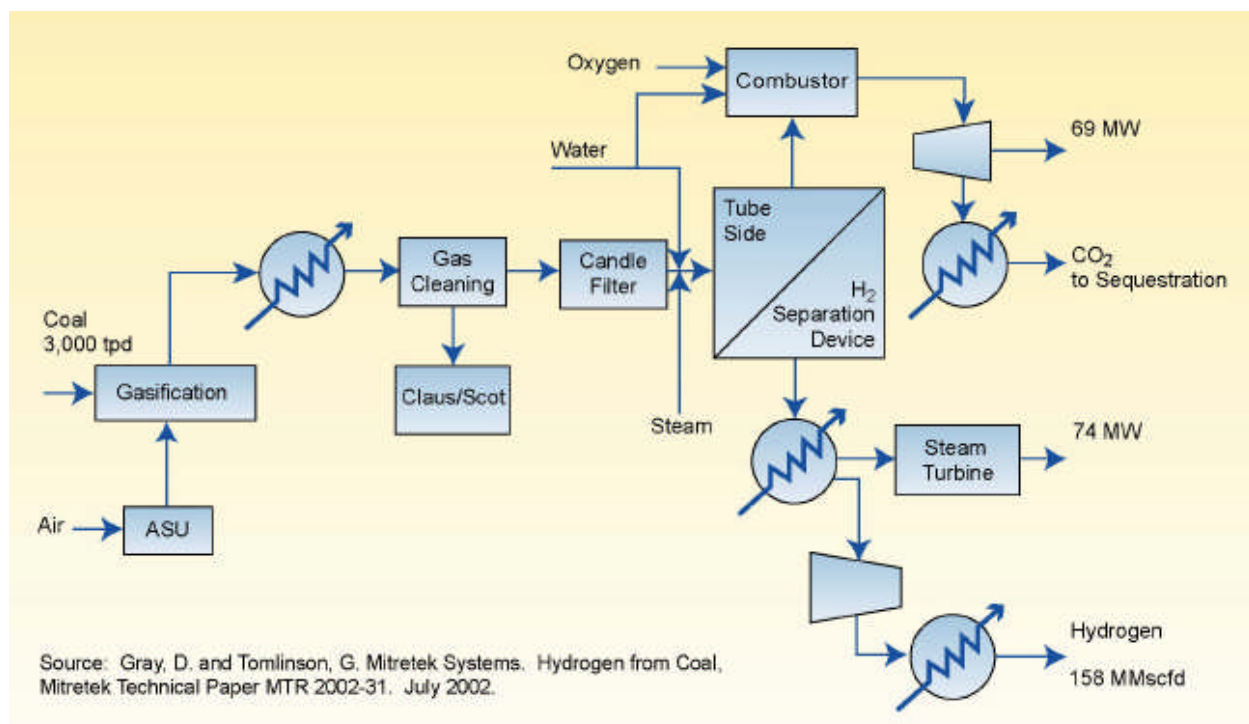 Oxygen
Combustor
69 MW
Water
Tube
Side
H2
Separation
Device
CO2
to Sequestration
Gas
Cleaning
Candle
Filter
Coal
3,000 tpd
Gasification
Claus/Scot
Steam
Steam
Turbine
74 MW
Air
ASU
Hydrogen
158 MMscfd
Source: Gray, D. and Tomlinson, G. Mitretek Systems. Hydrogen from Coal,
Mitretek Technical Paper MTR 2002-31. July 2002.